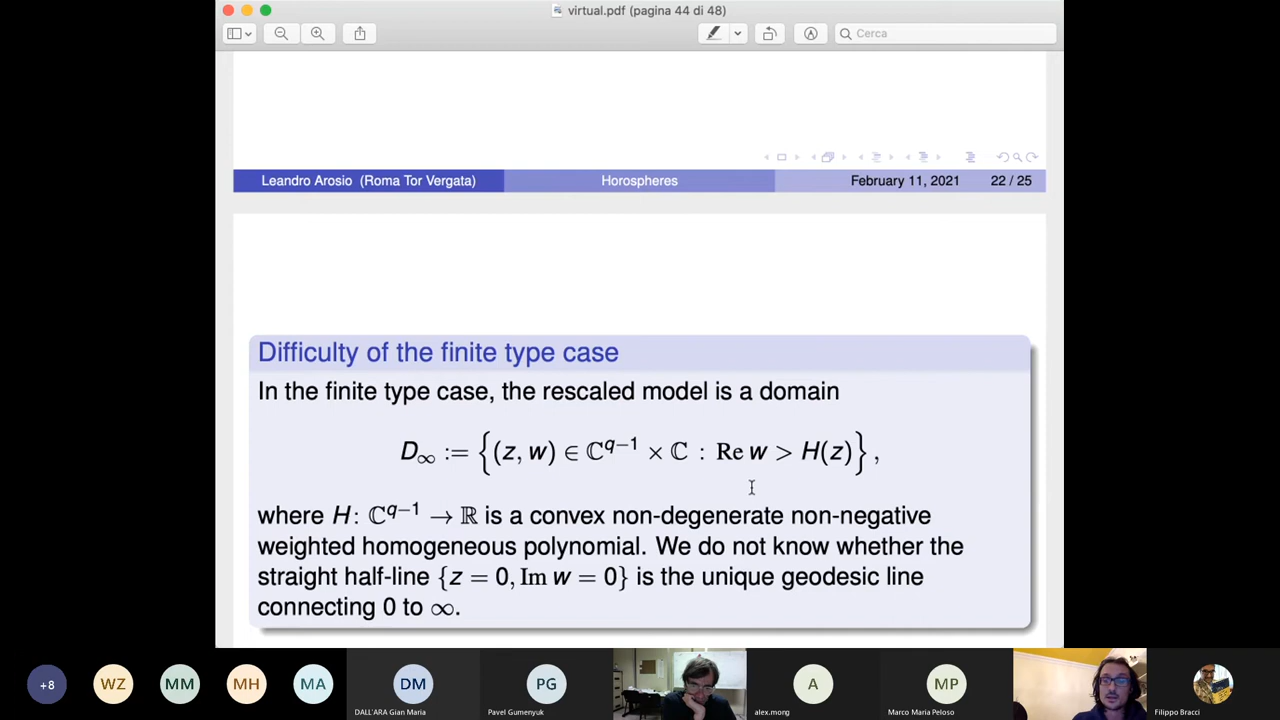 virtual.pdf (pagina 44 di 48)
Cerca
Leandro Arosio (Roma Tor Vergata) Horospheres February 11, 2021 22 / 25
Difficulty of the finite type case
In the finite type case, the rescaled model is a domain
D∞ := {(z, w) ∈ ℂ^{q−1} × ℂ : Re w > H(z)},
where H: ℂ^{q−1} → ℝ is a convex non-degenerate non-negative
weighted homogeneous polynomial. We do not know whether the
straight half-line {z = 0, Im w = 0} is the unique geodesic line
connecting 0 to ∞.
+8 WZ MM MH MA DM PG A MP
DALL'ARA Gian Maria Pavel Gumenyuk alex.mong Marco Maria Peloso Filippo Bracci